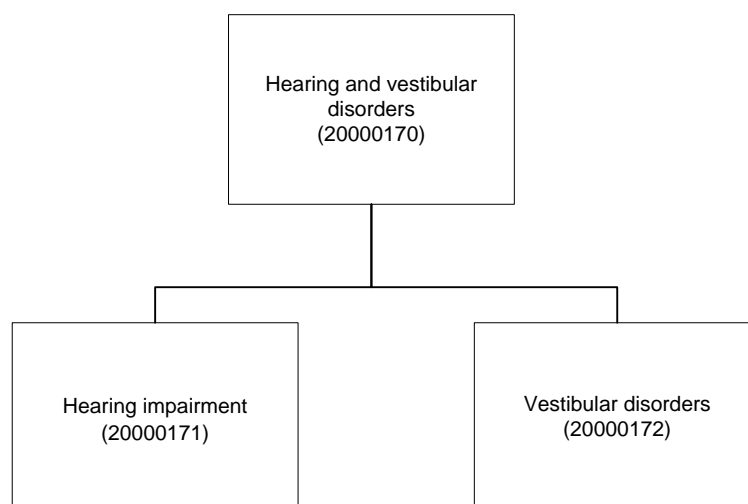 Hearing and vestibular
disorders
(20000170)
Hearing impairment
(20000171)
Vestibular disorders
(20000172)